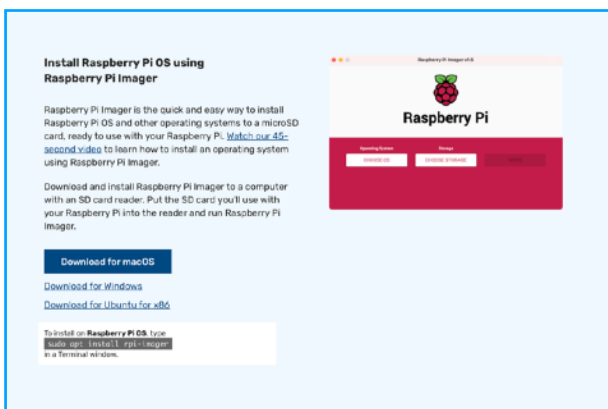 Install Raspberry Pi OS using
Raspberry Pi Imager
Raspberry Pi Imager is the quick and easy way to install
Raspberry Pi OS and other operating systems to a microSD
card, ready to use with your Raspberry Pi. Watch our 45-
second video to learn how to install an operating system
using Raspberry Pi Imager.
Download and install Raspberry Pi Imager to a computer
with an SD card reader. Put the SD card you'll use with
your Raspberry Pi into the reader and run Raspberry Pi
Imager.
Download for macOS
Download for Windows
Download for Ubuntu for x86
To install on Raspberry Pi OS, type
sudo apt install rpi-imager
in a Terminal window.
Raspberry Pi Imager
Raspberry Pi
Operating System Storage
CHOOSE OS CHOOSE STORAGE WRITE